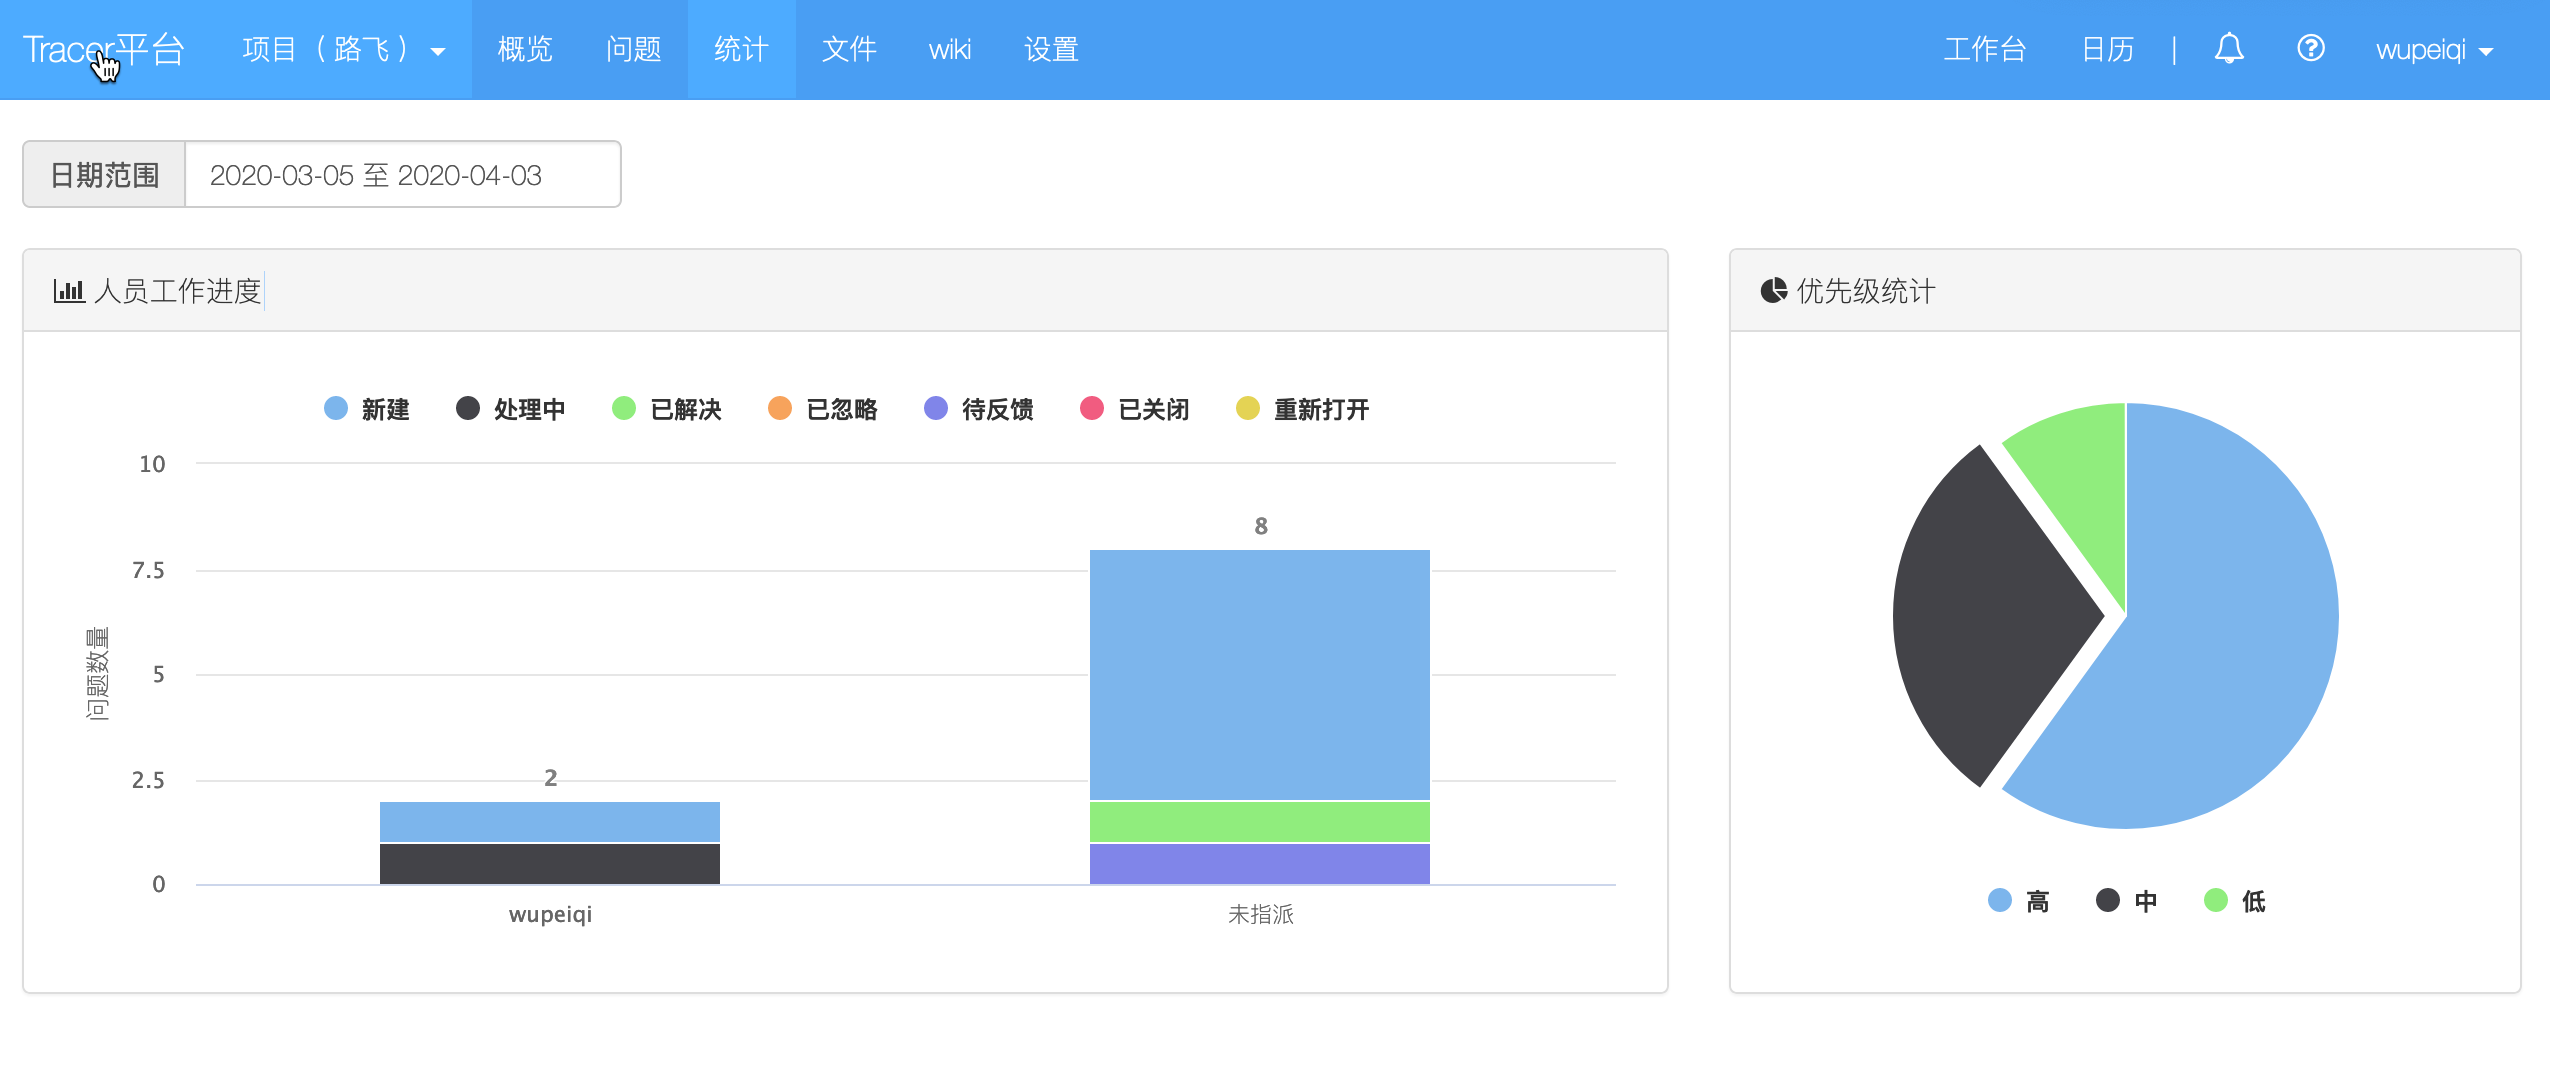 Tracer平台 项目（路飞） 概览 问题 统计 文件 wiki 设置 工作台 日历 | wupeiqi
日期范围 2020-03-05 至 2020-04-03
人员工作进度
新建 处理中 已解决 已忽略 待反馈 已关闭 重新打开
10
8
7.5
问题数量
5
2.5
2
0
wupeiqi 未指派
优先级统计
高 中 低